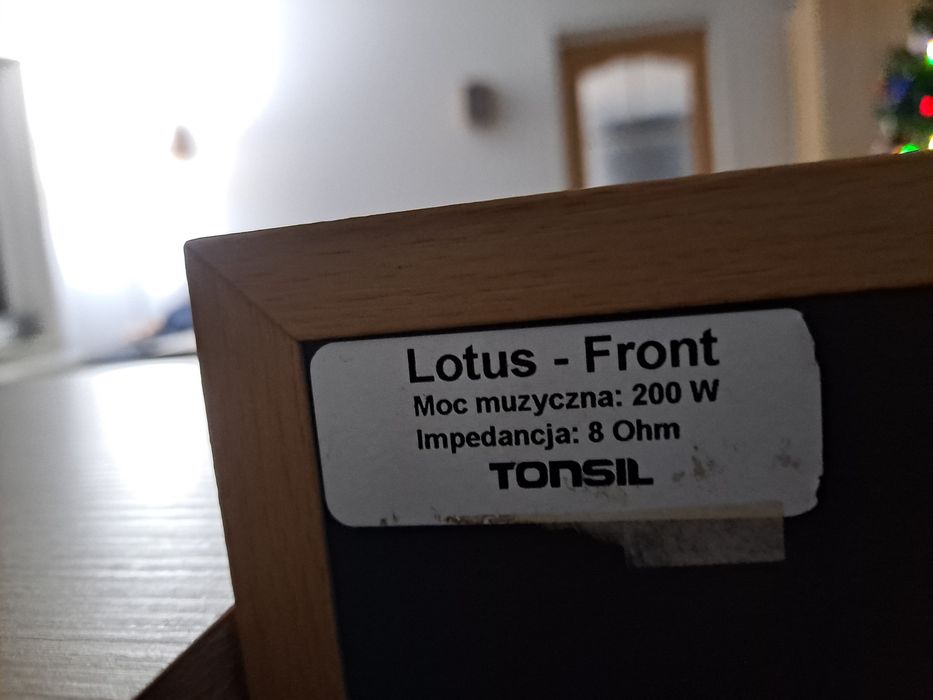 Lotus - Front
Moc muzyczna: 200 W
Impedancja: 8 Ohm
TONSIL